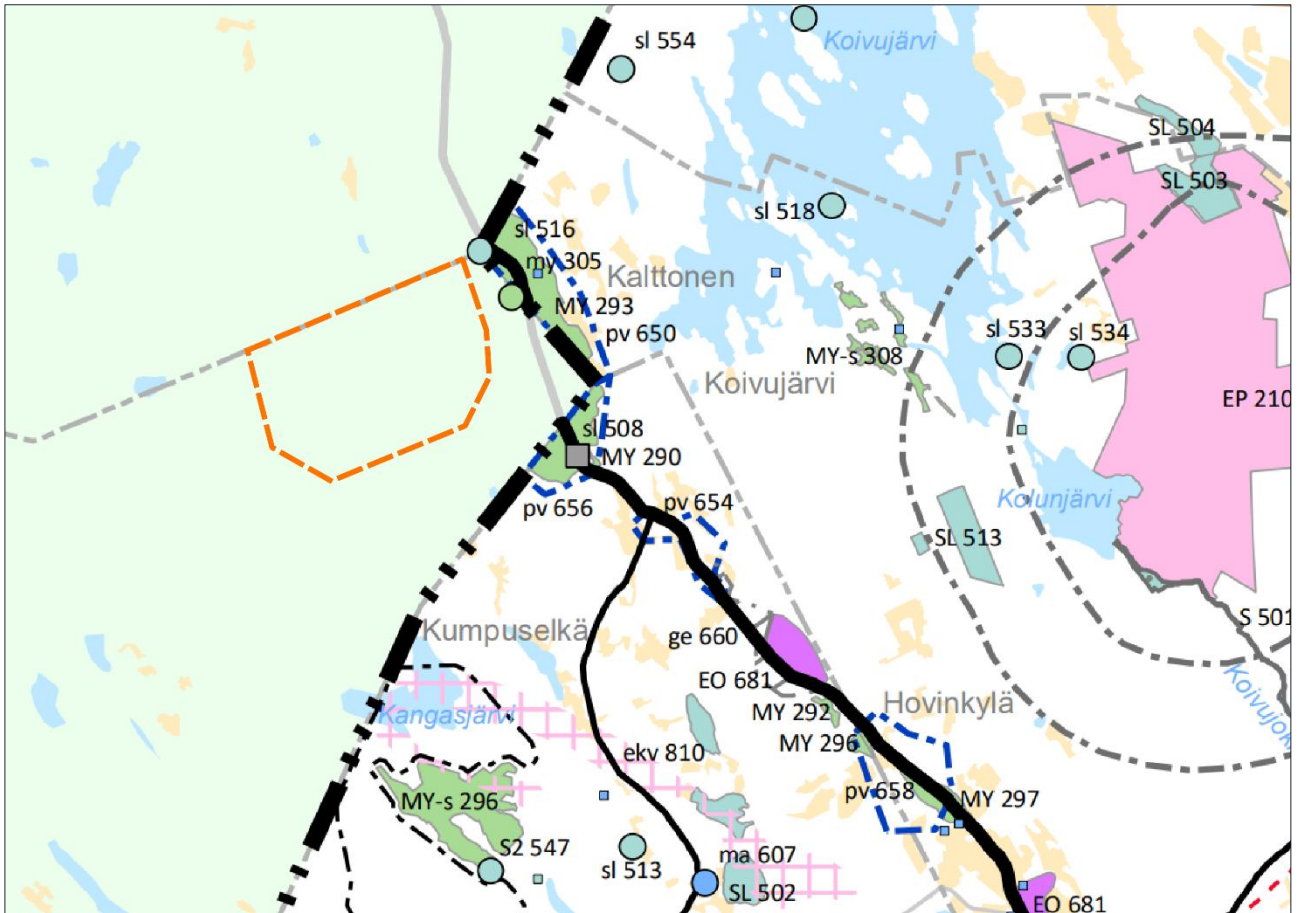 sl 554
Koivujärvi
SL 504
SL 503
sl 518
sl 516
my 305
Kalttonen
MY 293
pv 650
sl 533
sl 534
MY-s 308
Koivujärvi
EP 210
sl 508
MY 290
pv 656
pv 654
Kolunjärvi
SL 513
S 501
Kumpuselkä
ge 660
EO 681
Koivujoki
MY 292
Hovinkylä
Kangasjärvi
MY 296
ekv 810
pv 658
MY 297
MY-s 296
S2 547
sl 513
ma 607
SL 502
EO 681